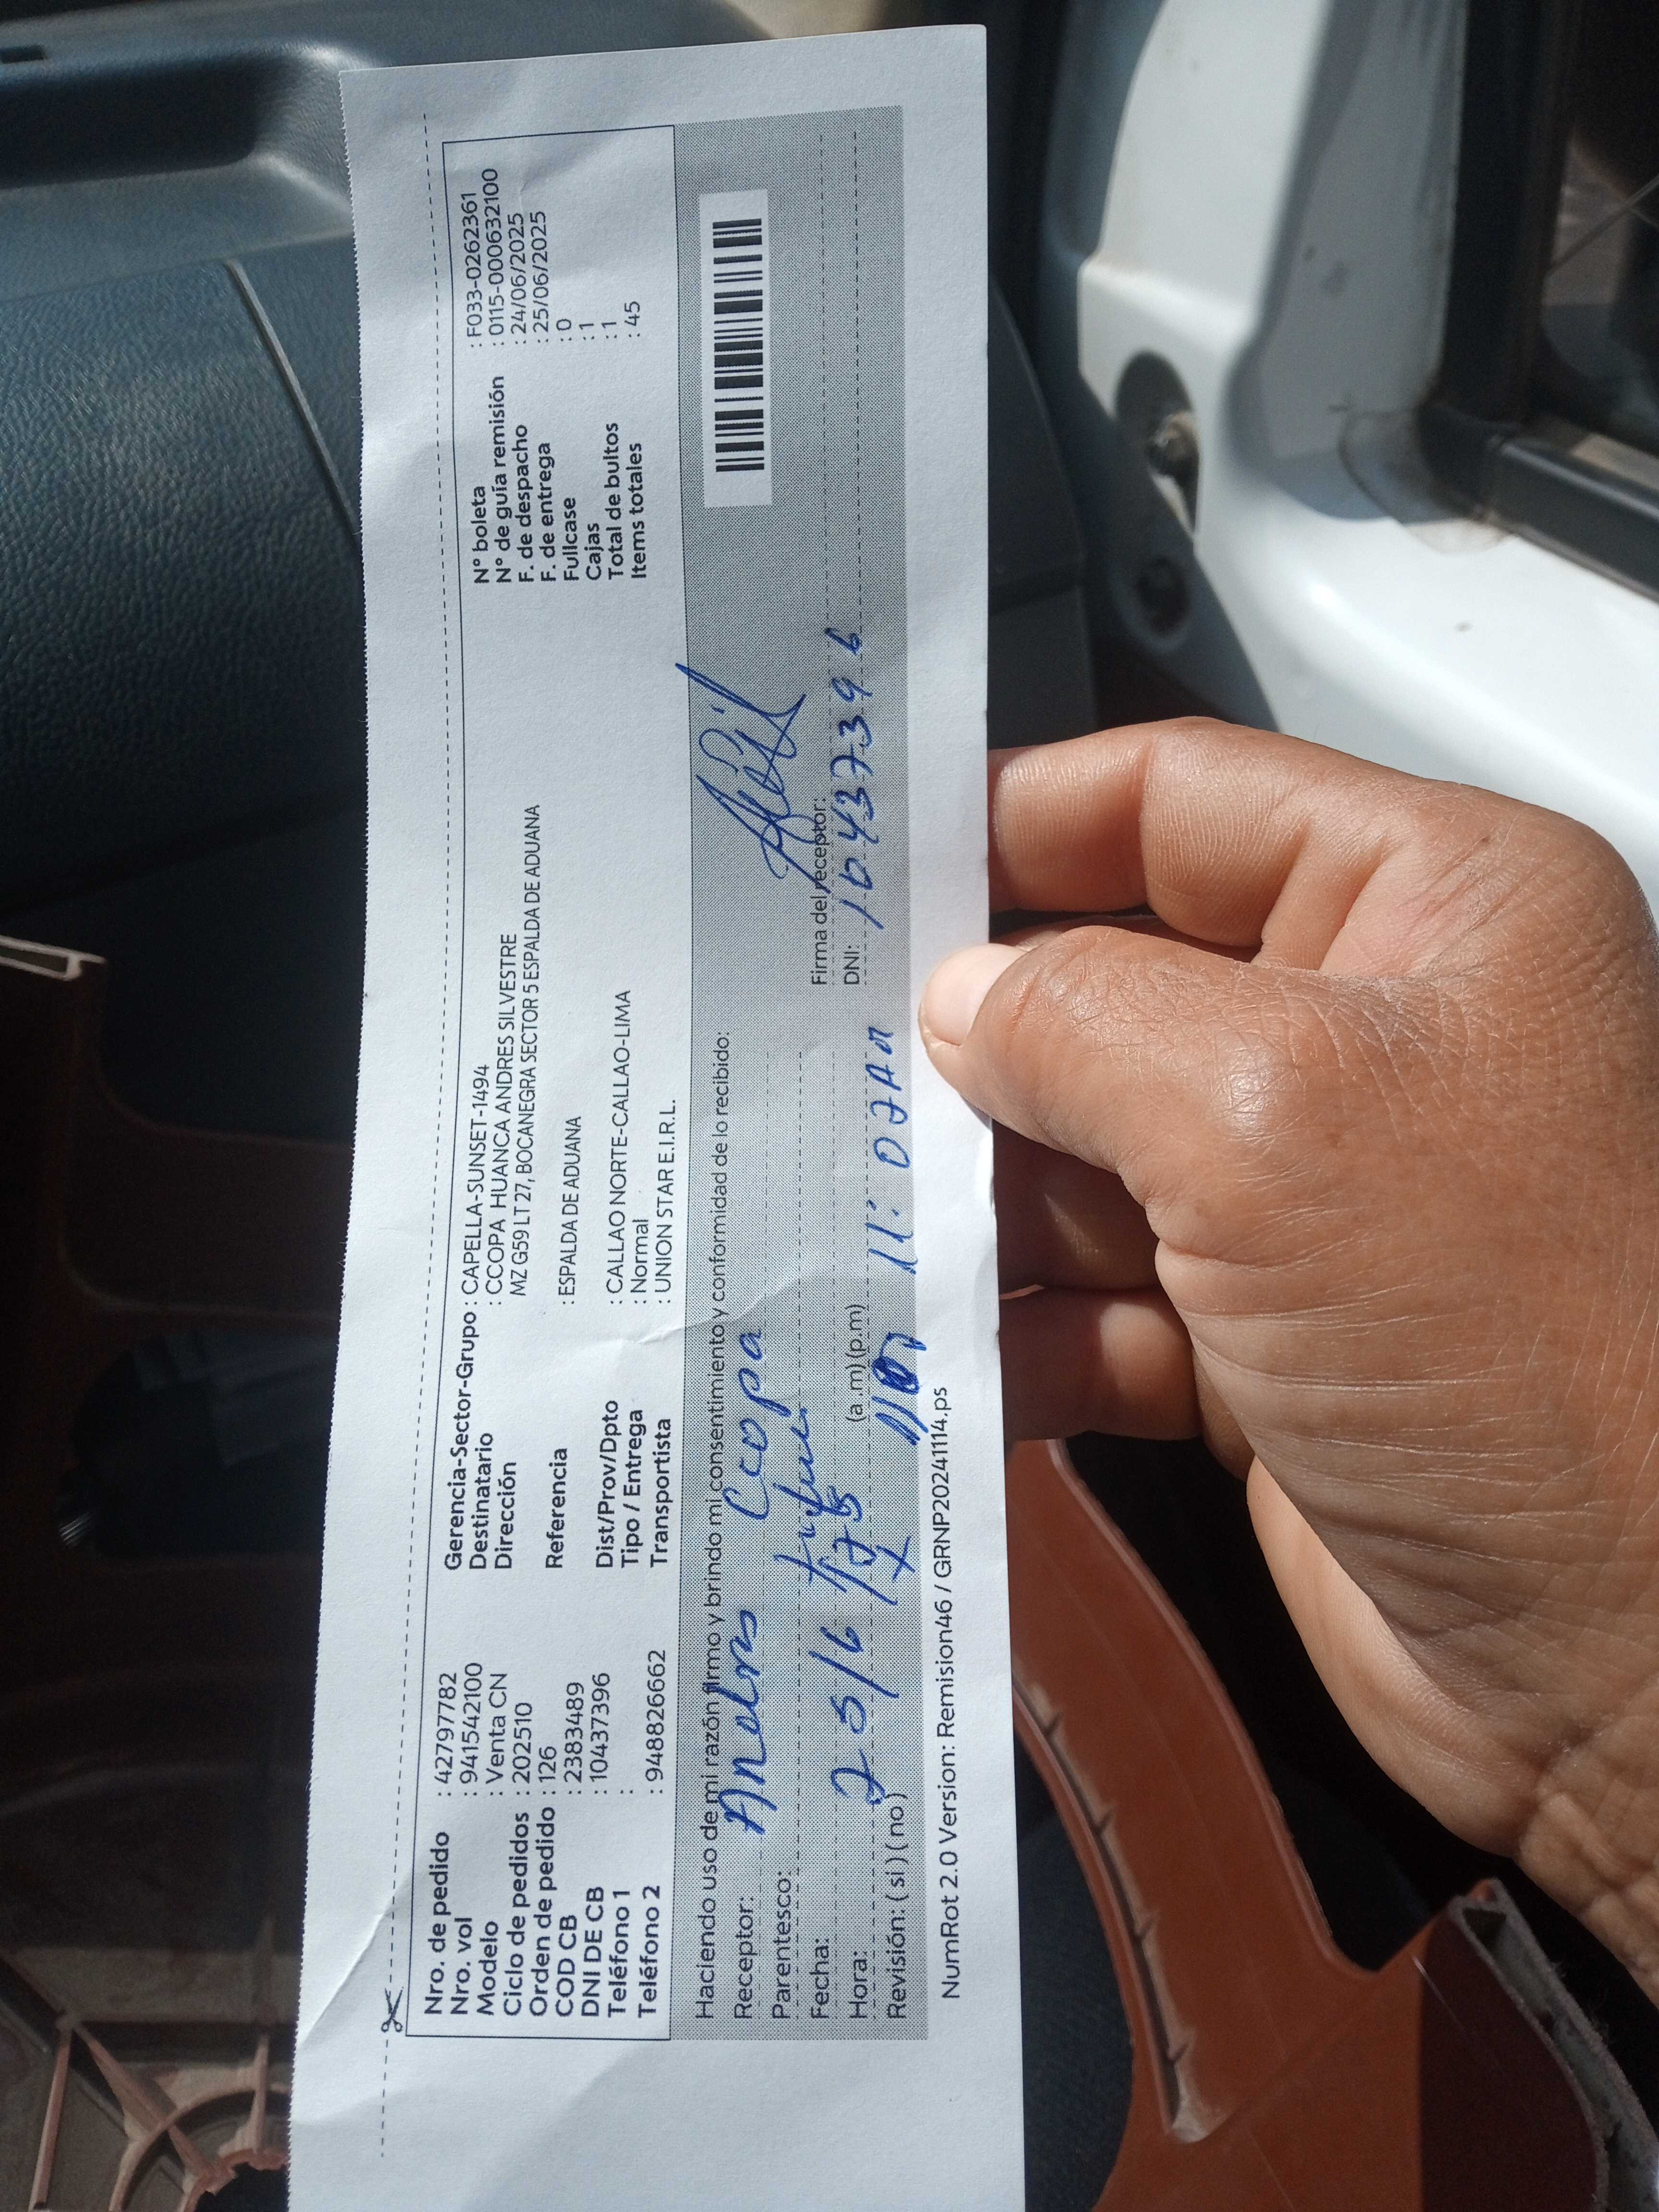 Nro. de pedido : 42797782
Nro. vol : 941542100
Modelo : Venta CN
Ciclo de pedidos : 202510
Orden de pedido : 126
COD CB : 2383489
DNI DE CB : 10437396
Teléfono 1 :
Teléfono 2 : 948826662
Gerencia-Sector-Grupo : CAPELLA-SUNSET-1494
Destinatario : CCOPA HUANCA ANDRES SILVESTRE
Dirección MZ G59 LT 27, BOCANEGRA SECTOR 5 ESPALDA DE ADUANA
Referencia : ESPALDA DE ADUANA
Dist/Prov/Dpto : CALLAO NORTE-CALLAO-LIMA
Tipo / Entrega : Normal
Transportista : UNION STAR E.I.R.L.
N° boleta : F033-0262361
N° de guía remisión : 0115-000632100
F. de despacho : 24/06/2025
F. de entrega : 25/06/2025
Fullcase : 0
Cajas : 1
Total de bultos : 1
Items totales : 45
Haciendo uso de mi razón firmo y brindo mi consentimiento y conformidad de lo recibido:
Receptor: Andres Ccopa
Parentesco: titular
Fecha: 25/6/25
Hora: (a.m) (p.m) 11:02AM
Revisión: ( si ) ( no )
Firma del receptor:
DNI: 10437396
NumRot 2.0 Version: Remision46 / GRNP20241114.ps